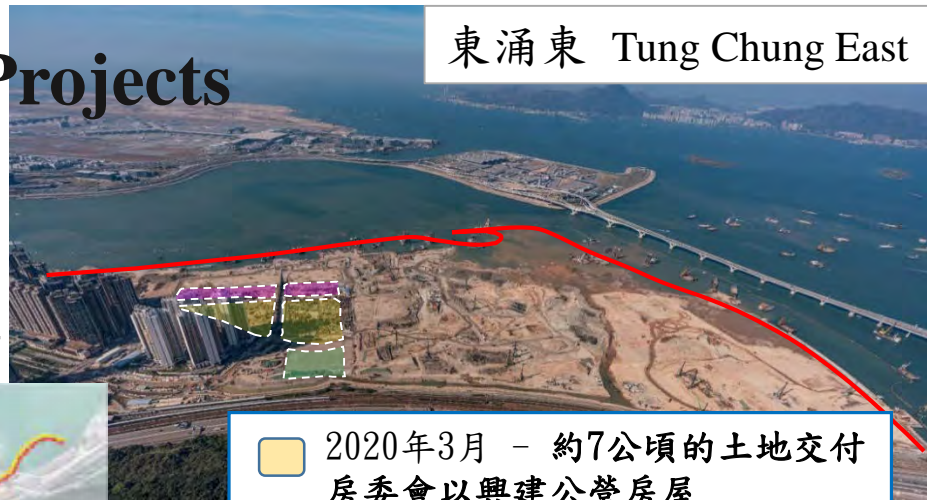 東涌東 Tung Chung East
Projects
2020年3月 - 約7公頃的土地交付
房委會以興建公營房屋